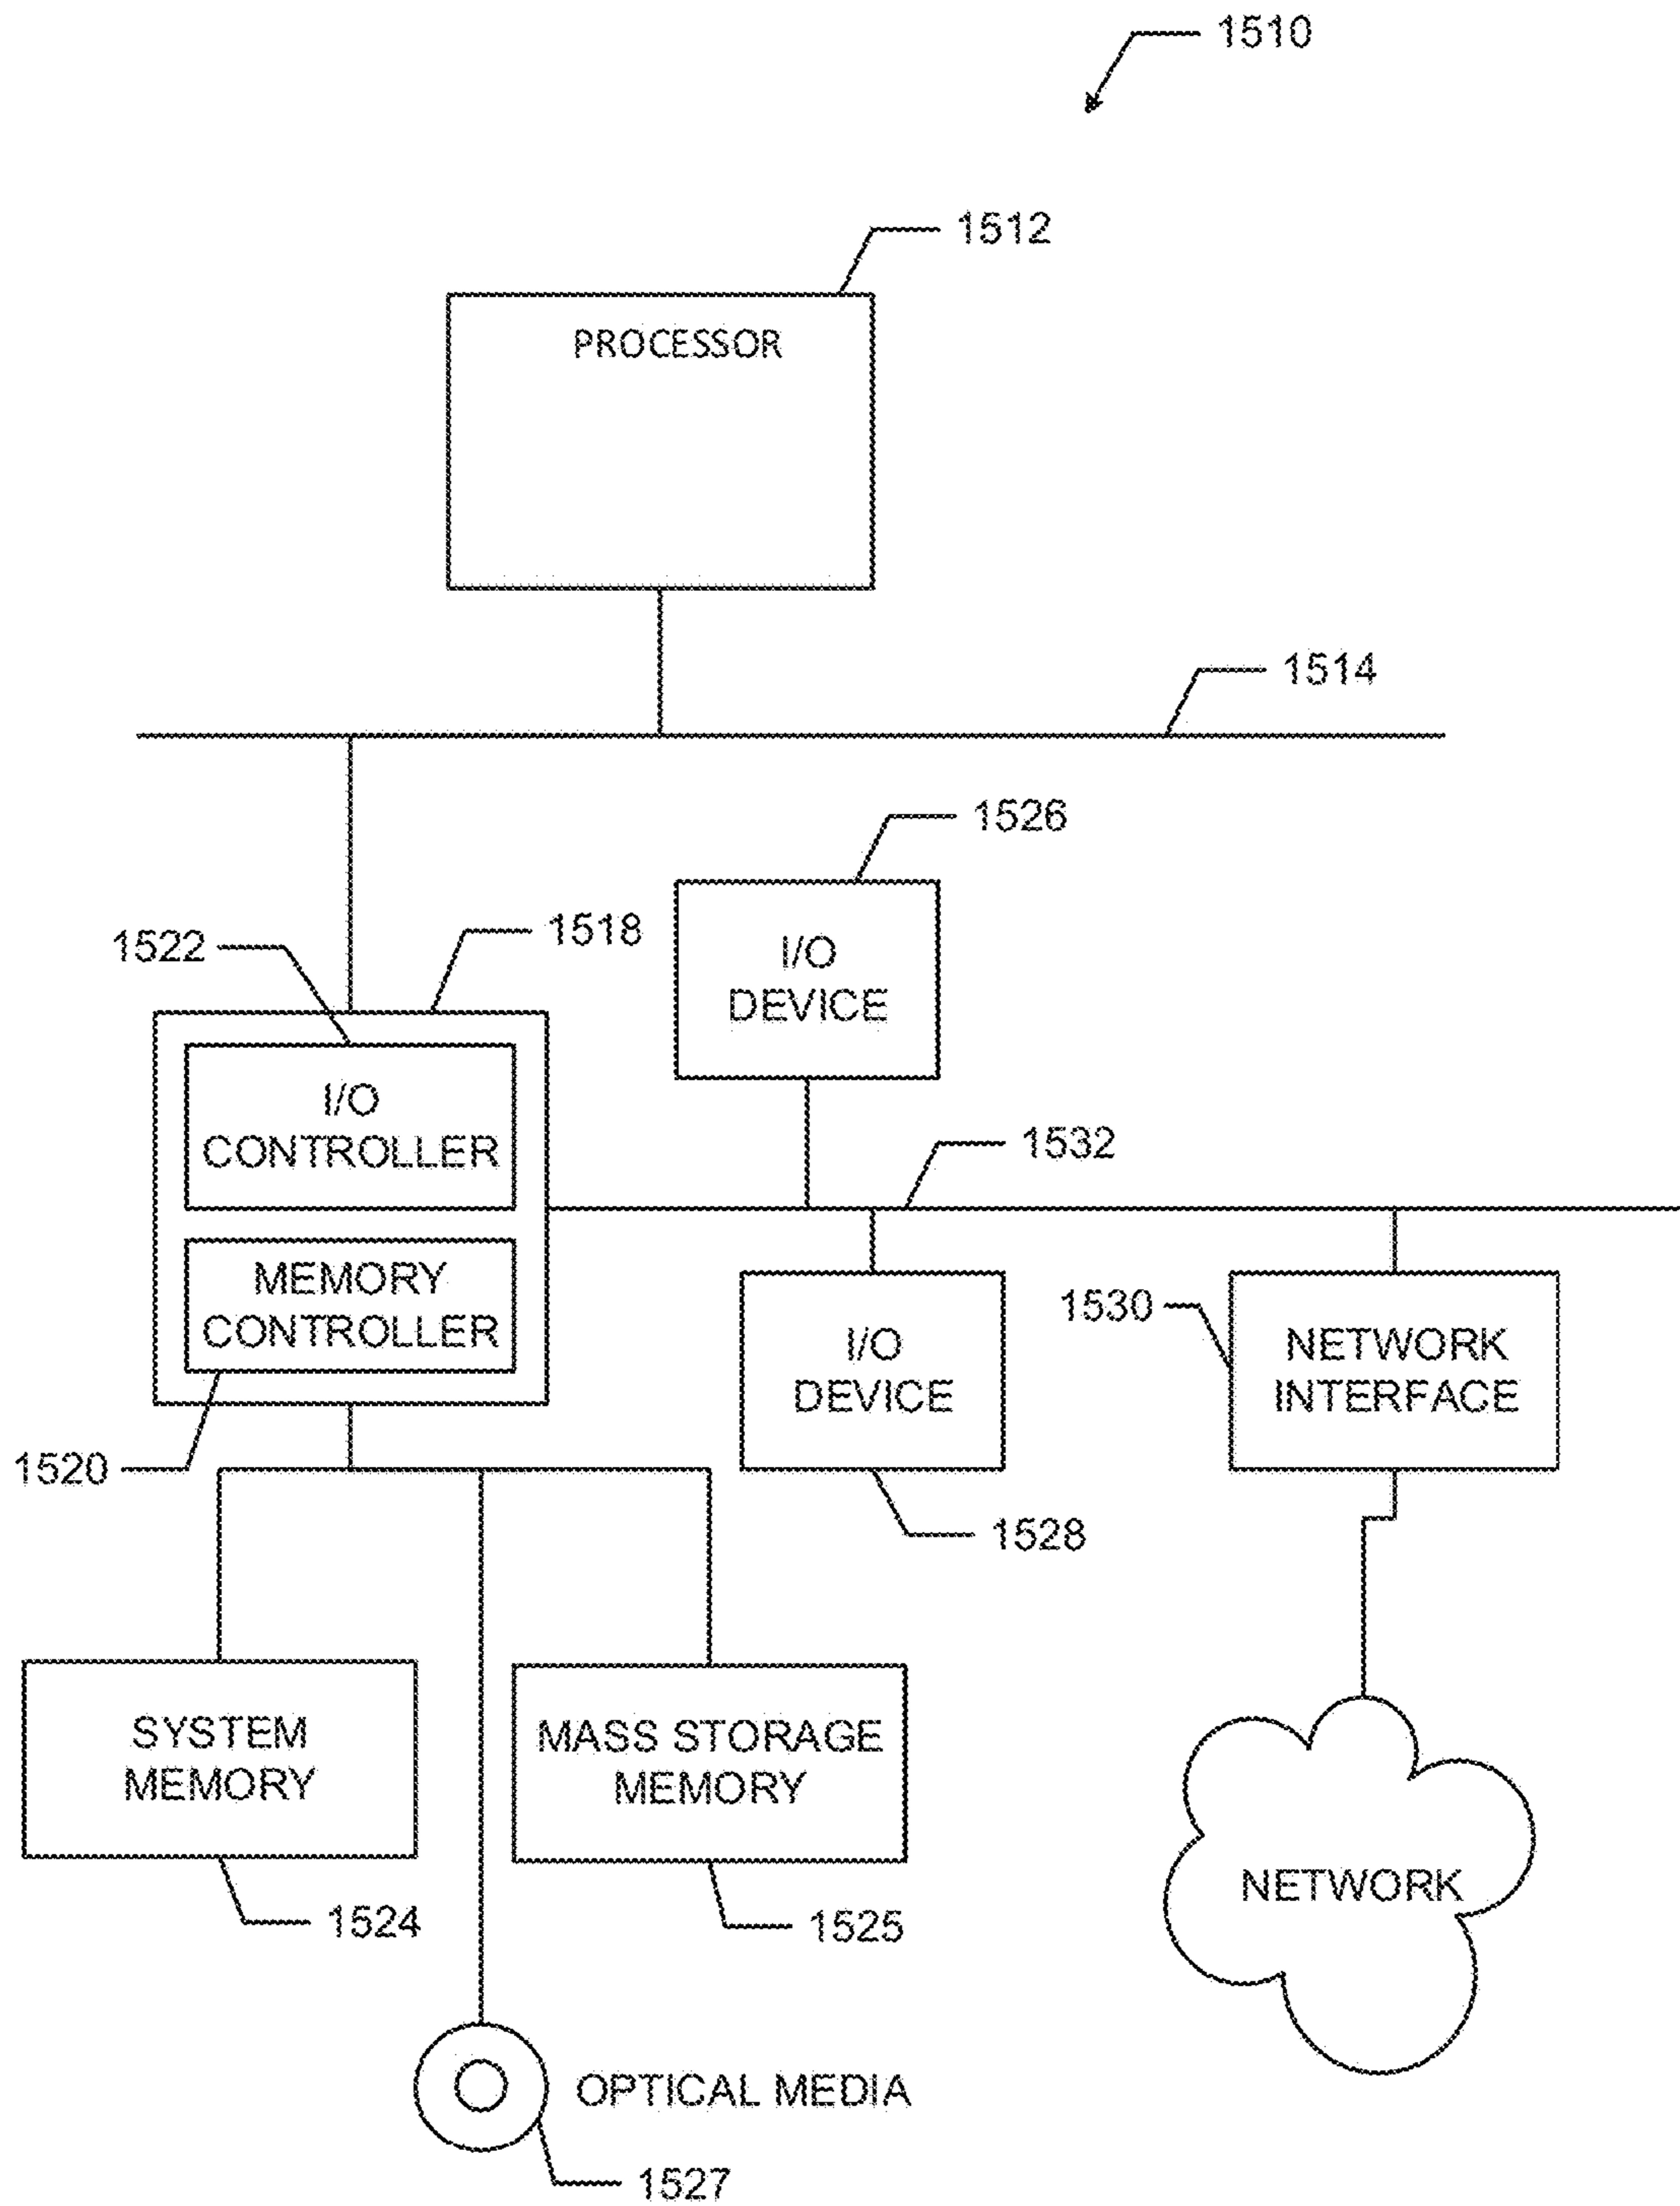 1510
1512
PROCESSOR
1514
1526
1518
1522
I/O
DEVICE
I/O
CONTROLLER
1532
MEMORY
CONTROLLER
1530
I/O
DEVICE
NETWORK
INTERFACE
1520
1528
SYSTEM
MEMORY
MASS STORAGE
MEMORY
NETWORK
1524
1525
OPTICAL MEDIA
1527